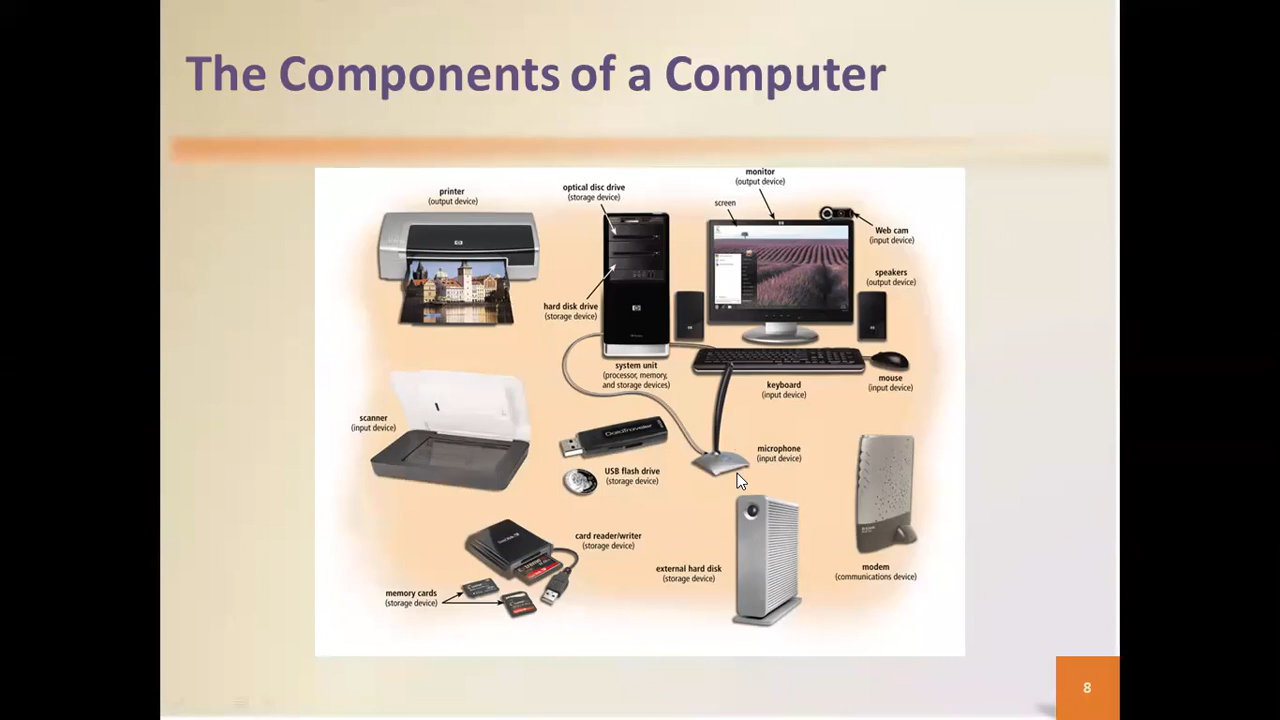 The Components of a Computer
monitor
(output device)
printer
(output device)
optical disc drive
(storage device)
screen
Web cam
(input device)
speakers
(output device)
hard disk drive
(storage device)
system unit
(processor, memory,
and storage devices)
keyboard
(input device)
mouse
(input device)
scanner
(input device)
DataTraveler
microphone
(input device)
USB flash drive
(storage device)
card reader/writer
(storage device)
external hard disk
(storage device)
modem
(communications device)
memory cards
(storage device)
8